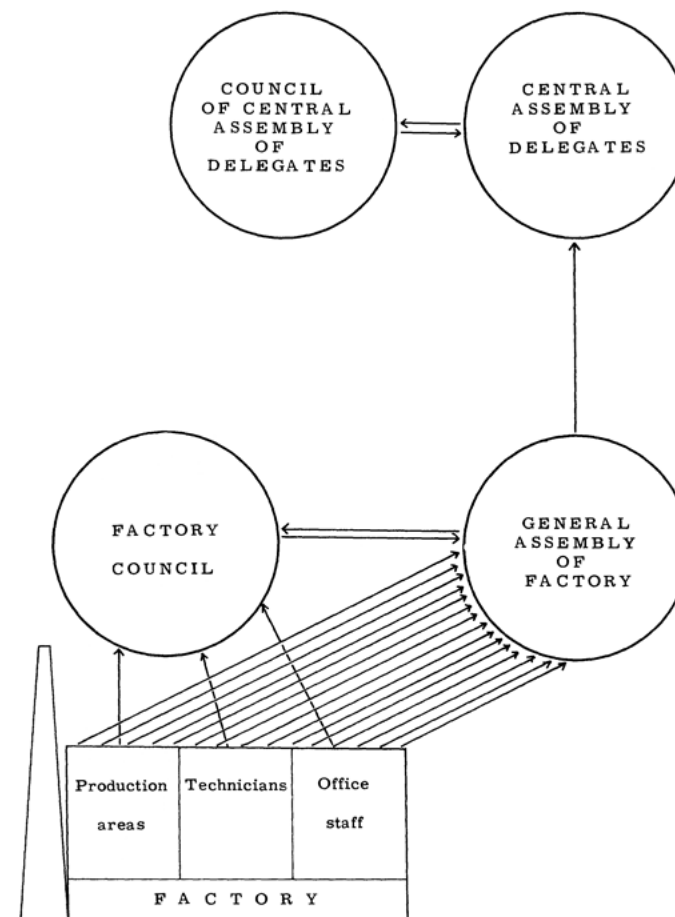 COUNCIL
OF CENTRAL
ASSEMBLY
OF
DELEGATES
CENTRAL
ASSEMBLY
OF
DELEGATES
FACTORY
COUNCIL
GENERAL
ASSEMBLY
OF
FACTORY
Production
areas
Technicians
Office
staff
FACTORY